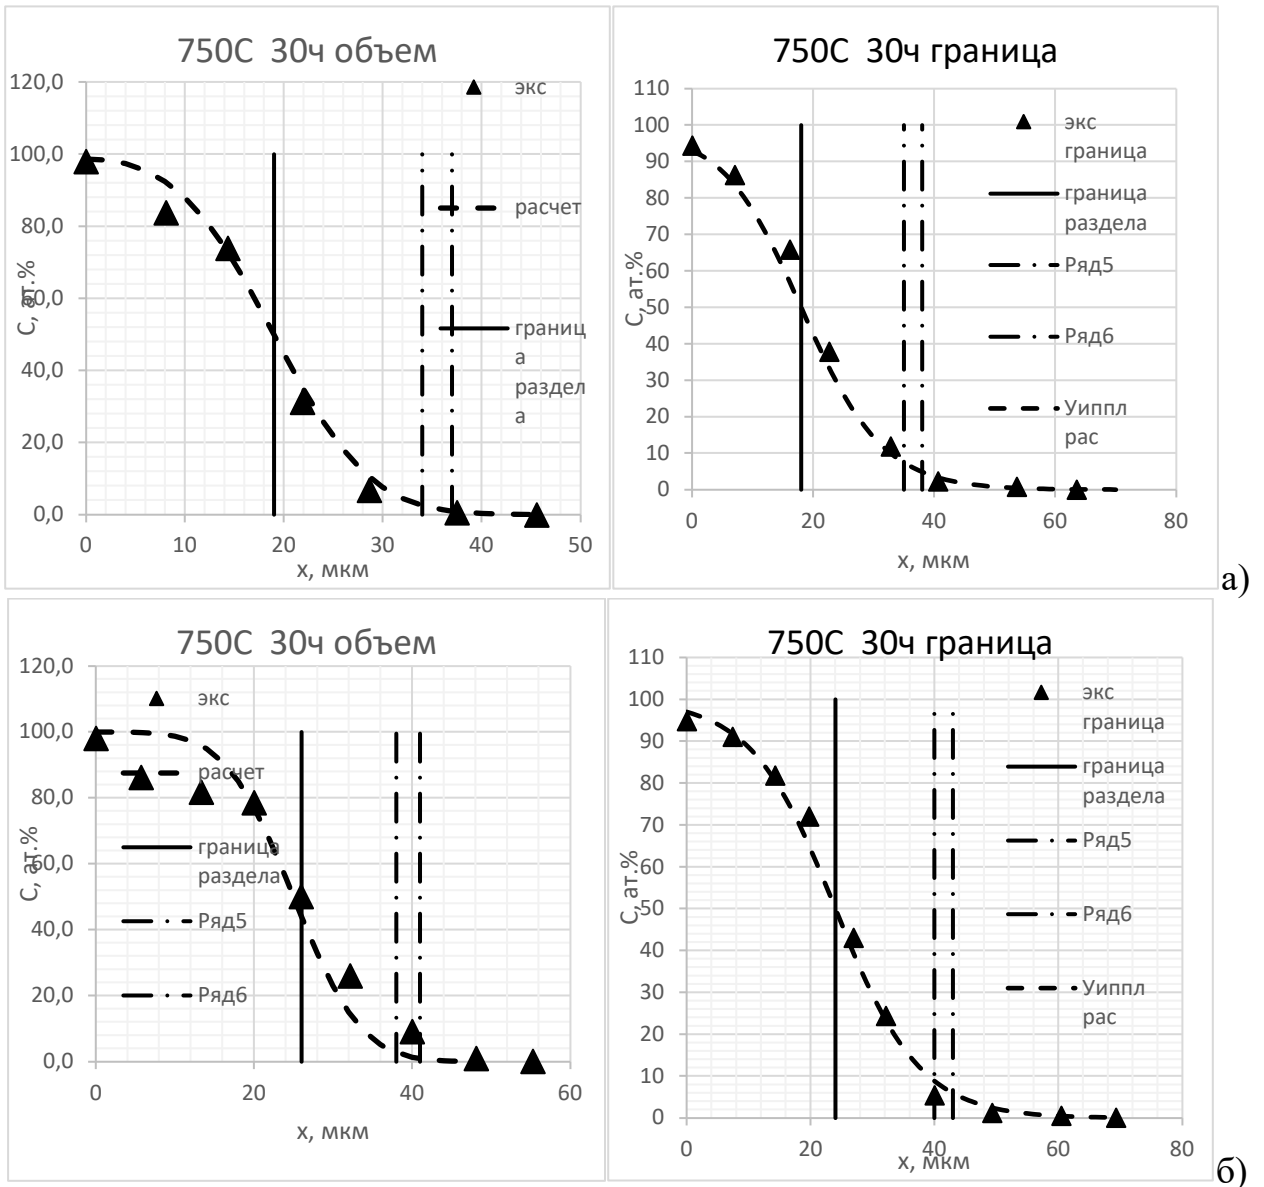 750С  30ч объем
120,0
100,0
80,0
60,0
40,0
20,0
0,0
С, ат.%
0 10 20 30 40 50
х, мкм
экс
расчет
границ
а
раздел
а
750С  30ч граница
110
100
90
80
70
60
50
40
30
20
10
0
С, ат.%
0 20 40 60 80
х, мкм
экс
граница
граница
раздела
Ряд5
Ряд6
Уиппл
рас
а)
750С  30ч объем
120,0
100,0
80,0
60,0
40,0
20,0
0,0
С, ат.%
0 20 40 60
х, мкм
экс
расчет
граница
раздела
Ряд5
Ряд6
750С  30ч граница
110
100
90
80
70
60
50
40
30
20
10
0
С, ат.%
0 20 40 60 80
х, мкм
экс
граница
граница
раздела
Ряд5
Ряд6
Уиппл
рас
б)